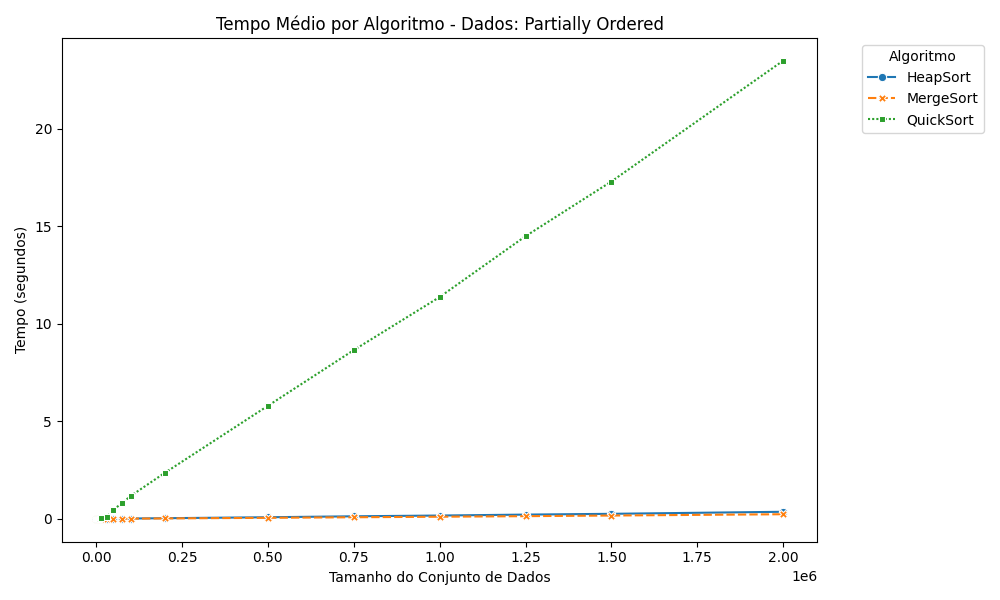 Tempo Médio por Algoritmo - Dados: Partially Ordered
Algoritmo
HeapSort
MergeSort
QuickSort
Tempo (segundos)
20
15
10
5
0
0.00 0.25 0.50 0.75 1.00 1.25 1.50 1.75 2.00
1e6
Tamanho do Conjunto de Dados